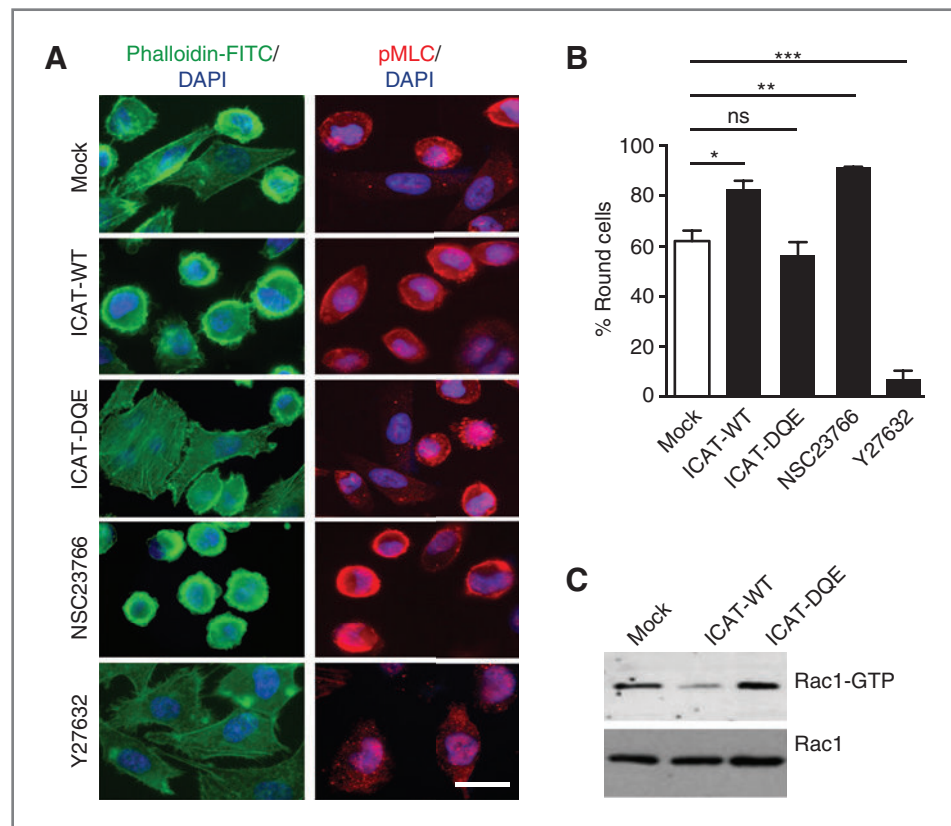 A
Phalloidin-FITC/
DAPI
pMLC/
DAPI
Mock
ICAT-WT
ICAT-DQE
NSC23766
Y27632
B
***
**
ns
*
% Round cells
100
80
60
40
20
0
Mock
ICAT-WT
ICAT-DQE
NSC23766
Y27632
C
Mock
ICAT-WT
ICAT-DQE
Rac1-GTP
Rac1